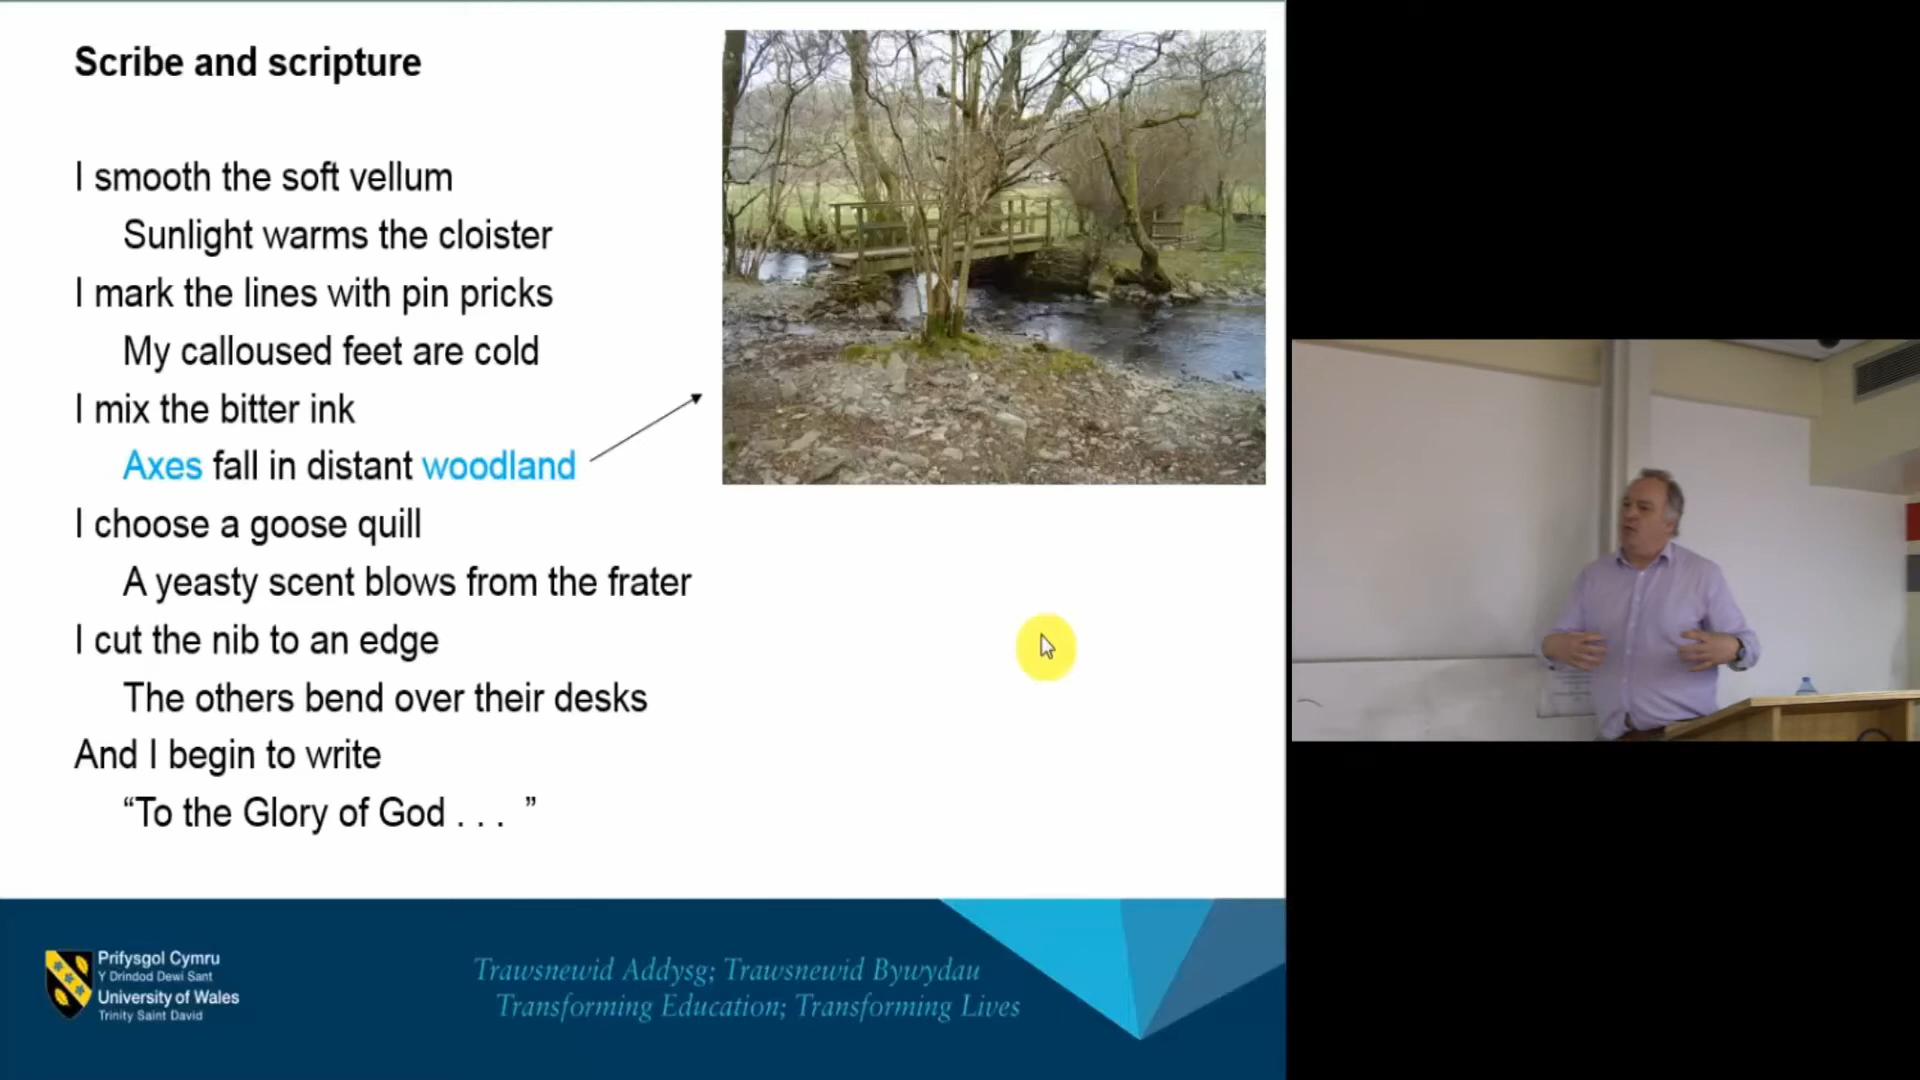 Scribe and scripture
I smooth the soft vellum
Sunlight warms the cloister
I mark the lines with pin pricks
My calloused feet are cold
I mix the bitter ink
Axes fall in distant woodland
I choose a goose quill
A yeasty scent blows from the frater
I cut the nib to an edge
The others bend over their desks
And I begin to write
“To the Glory of God . . . ”
Prifysgol Cymru
Y Drindod Dewi Sant
University of Wales
Trinity Saint David
Trawsnewid Addysg; Trawsnewid Bywydau
Transforming Education; Transforming Lives